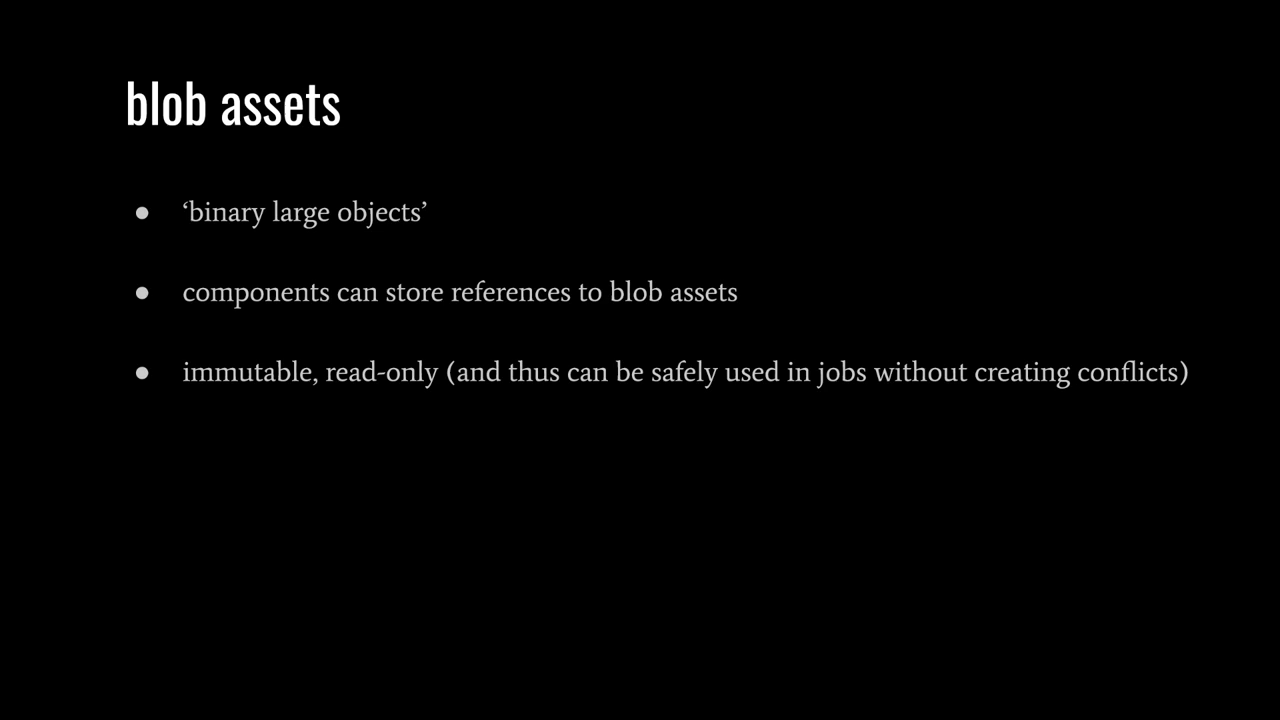 blob assets
● ‘binary large objects’
● components can store references to blob assets
● immutable, read-only (and thus can be safely used in jobs without creating conflicts)